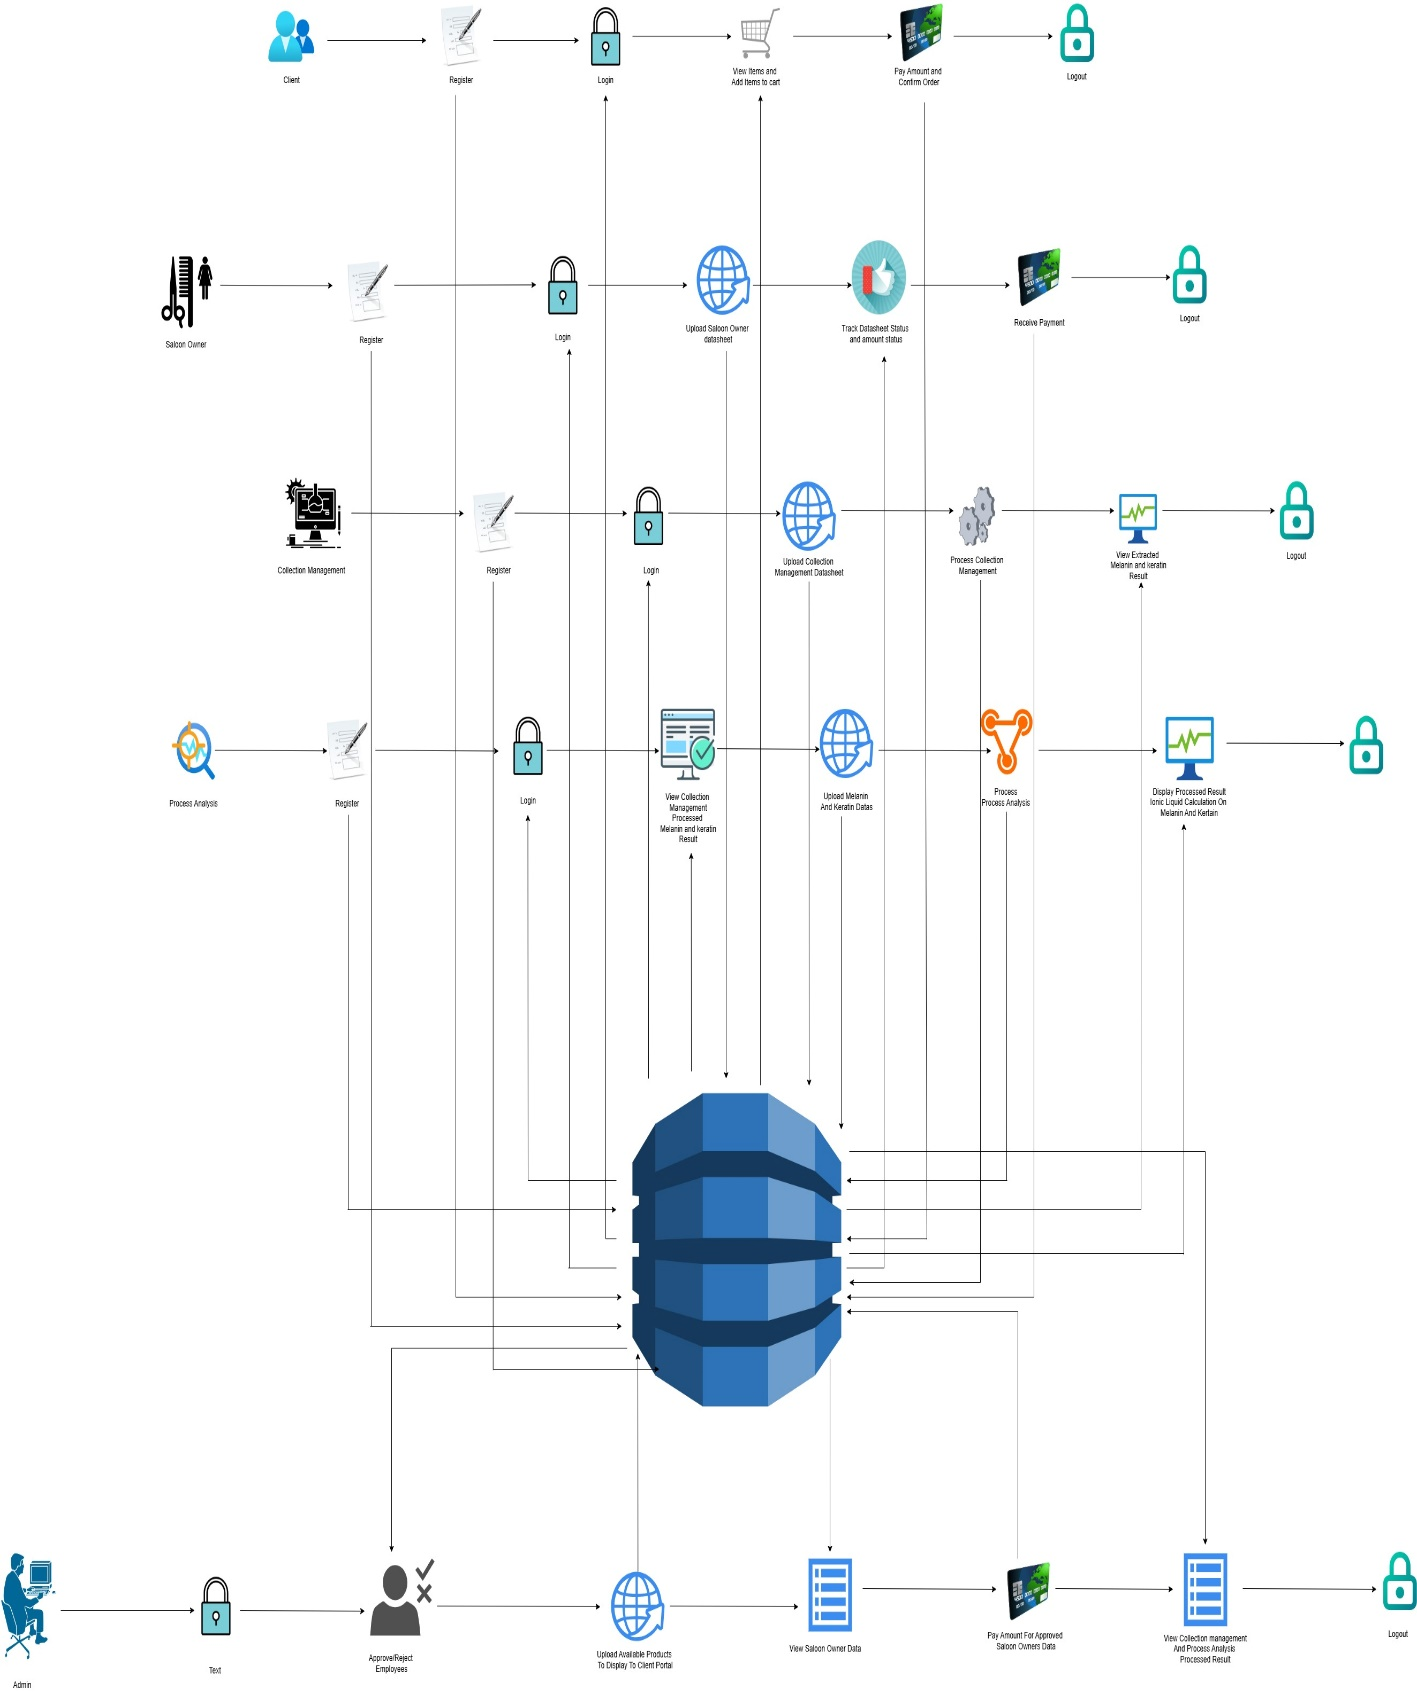 Client
Register
Login
View Items and
Add Items to cart
Pay Amount and
Confirm Order
Logout
Saloon Owner
Register
Login
Upload Saloon Owner
datasheet
Track Datasheet Status
and amount status
Receive Payment
Logout
Collection Management
Register
Login
Upload Collection
Management Datasheet
Process Collection
Management
View Extracted
Melanin and keratin
Result
Logout
Process Analysis
Register
Login
View Collection
Management
Processed
Melanin and keratin
Result
Upload Melanin
And Keratin Datas
Process
Process Analysis
Display Processed Result
Ionic Liquid Calculation On
Melanin And Kertain
Admin
Text
Approve/Reject
Employees
Upload Available Products
To Display To Client Portal
View Saloon Owner Data
Pay Amount For Approved
Saloon Owners Data
View Collection management
And Process Analysis
Processed Result
Logout